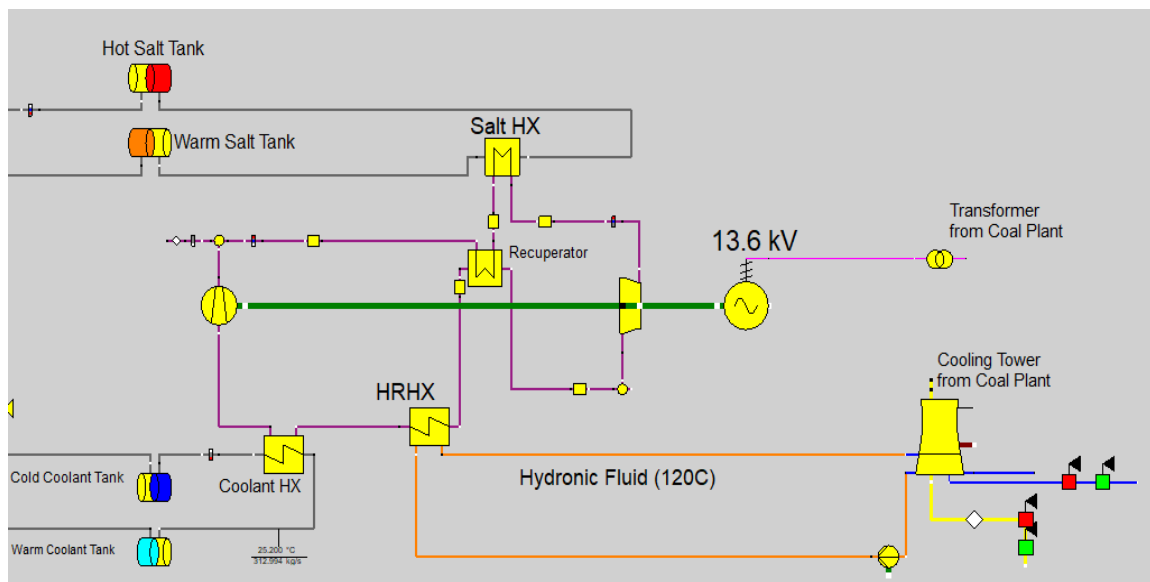 Hot Salt Tank
Warm Salt Tank
Salt HX
Transformer
from Coal Plant
13.6 kV
Recuperator
Cooling Tower
from Coal Plant
HRHX
Cold Coolant Tank
Coolant HX
Hydronic Fluid (120C)
Warm Coolant Tank
25.200 °C
312.994 kg/s